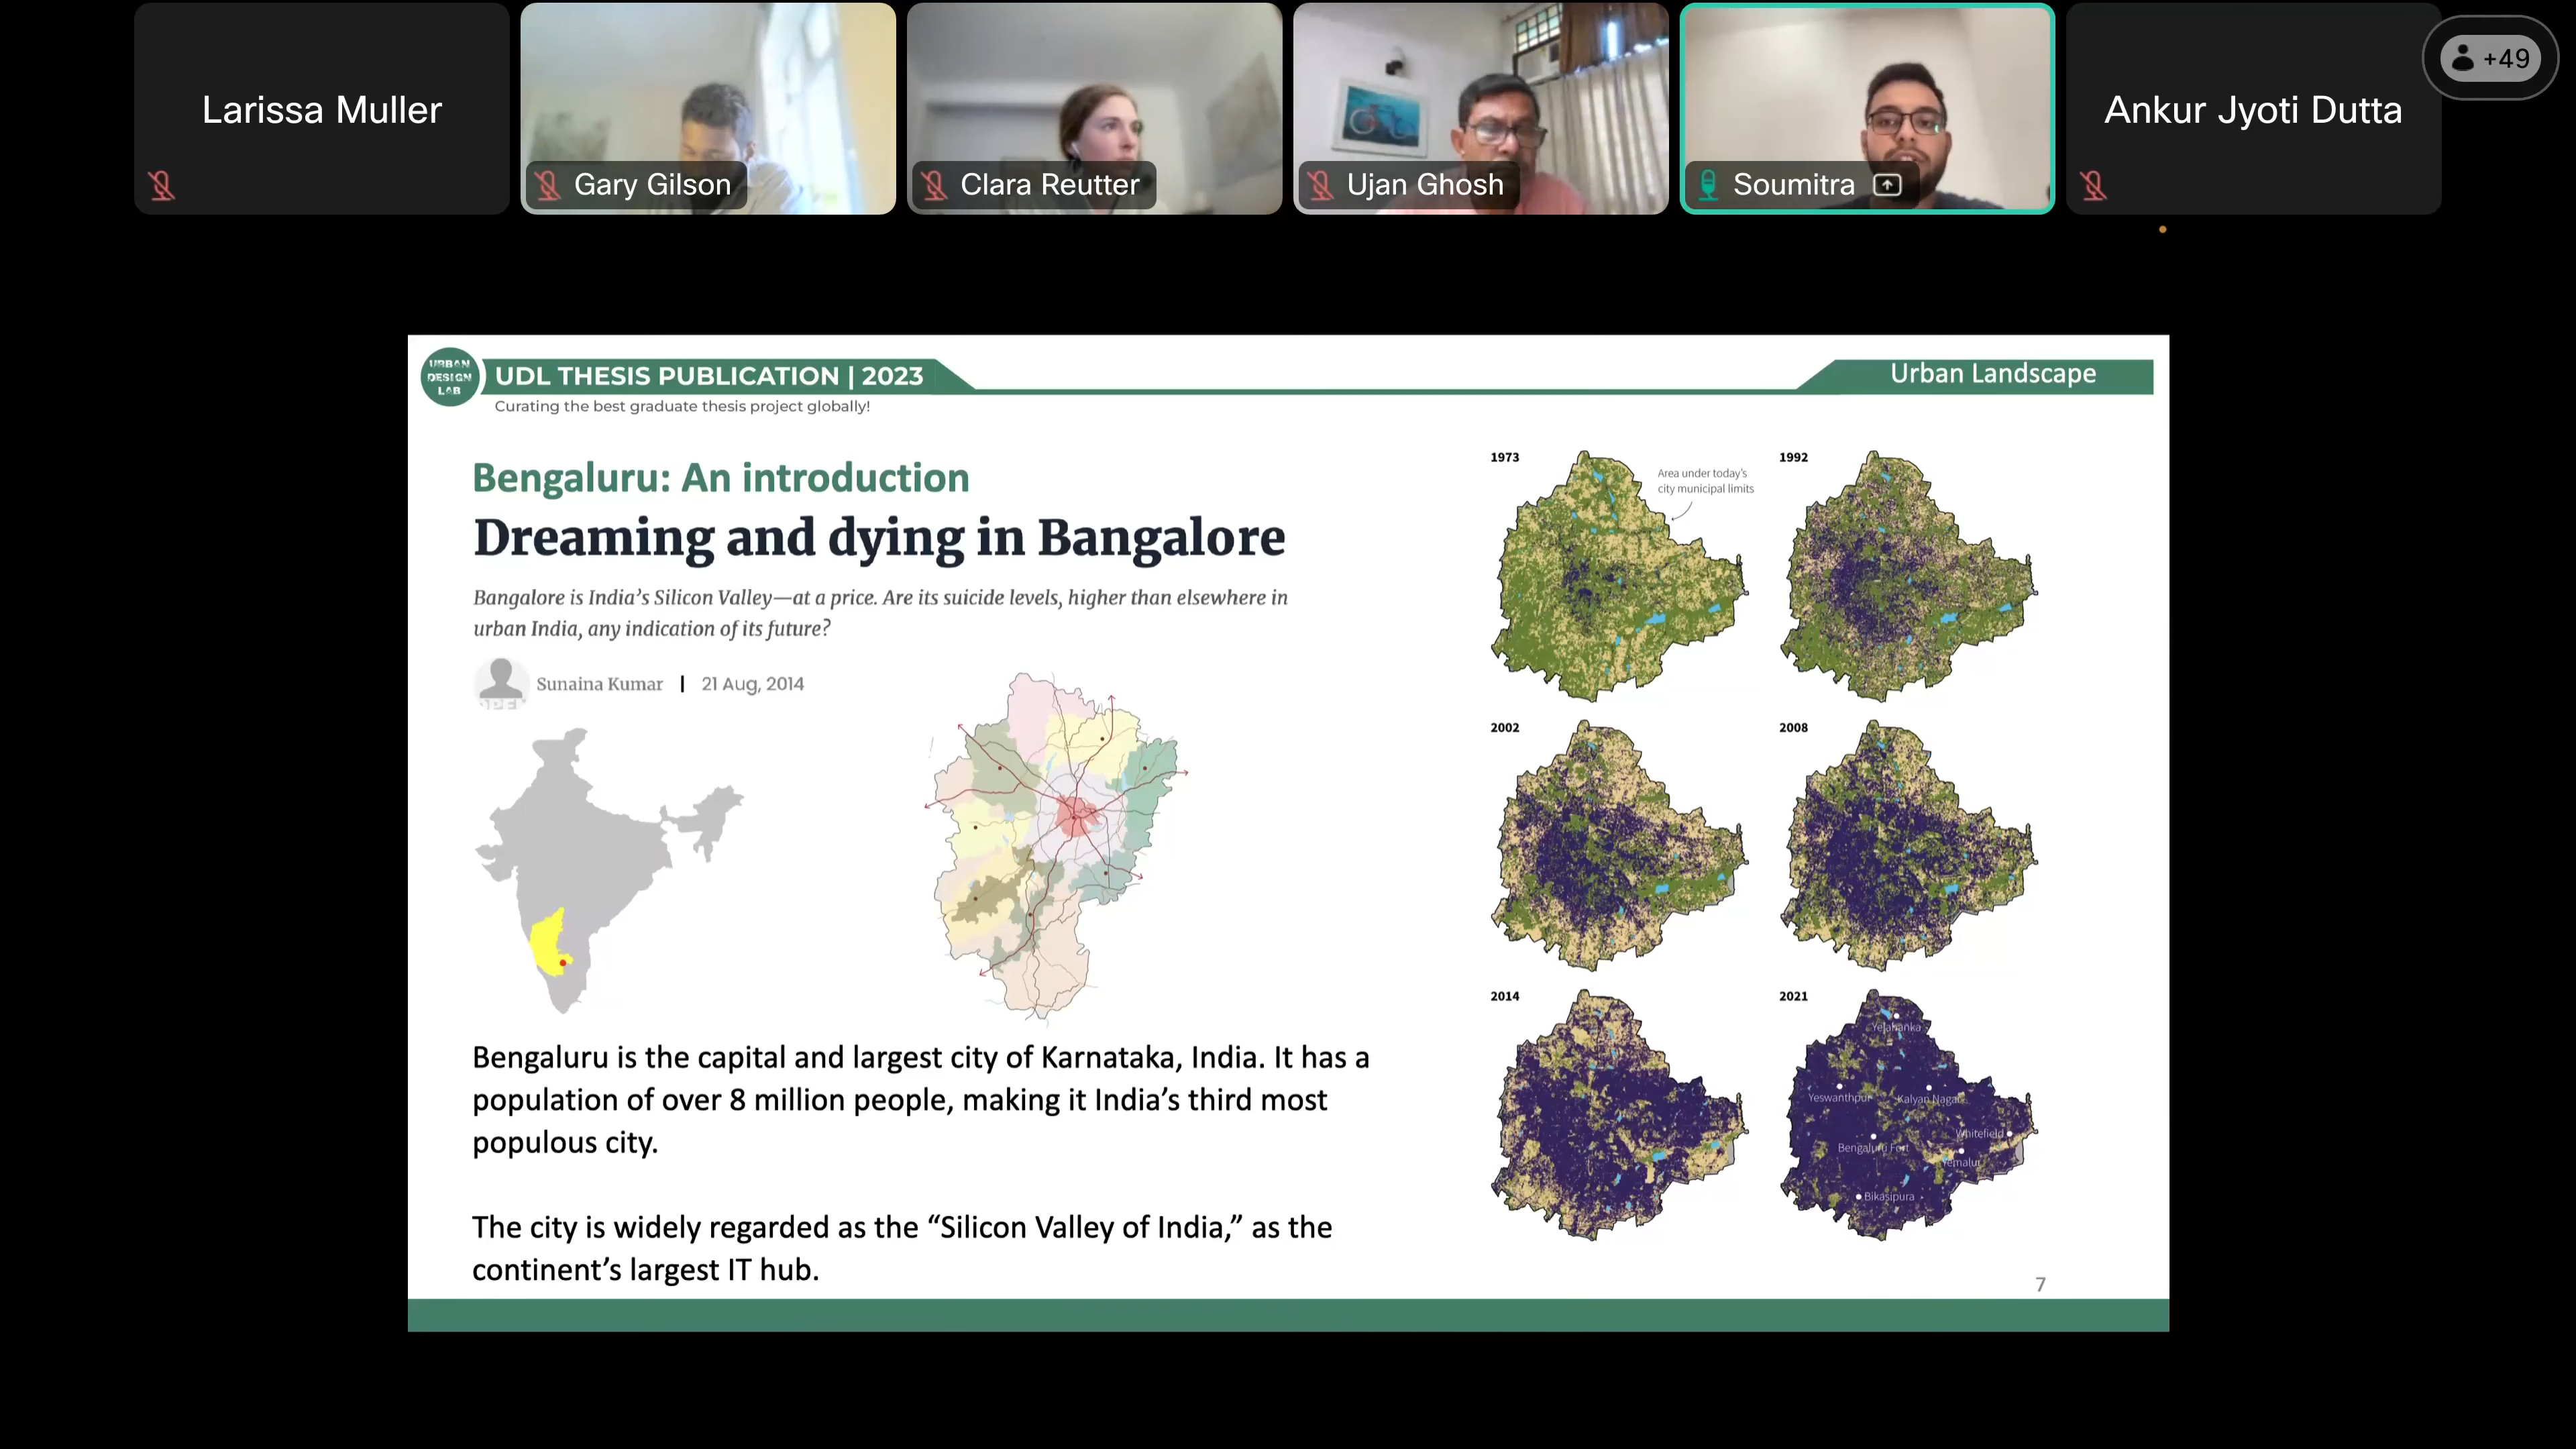 Larissa Muller
Gary Gilson
Clara Reutter
Ujan Ghosh
Soumitra
Ankur Jyoti Dutta
+49
URBAN
DESIGN
LAB
UDL THESIS PUBLICATION | 2023
Curating the best graduate thesis project globally!
Urban Landscape
Bengaluru: An introduction
Dreaming and dying in Bangalore
Bangalore is India’s Silicon Valley—at a price. Are its suicide levels, higher than elsewhere in
urban India, any indication of its future?
Sunaina Kumar | 21 Aug, 2014
Bengaluru is the capital and largest city of Karnataka, India. It has a
population of over 8 million people, making it India’s third most
populous city.
The city is widely regarded as the “Silicon Valley of India,” as the
continent’s largest IT hub.
1973
Area under today’s
city municipal limits
1992
2002
2008
2014
2021
Yelahanka
Yeswanthpur
Kalyan Nagar
Whitefield
Bengaluru Fort
Yemalur
Bikasipura
7